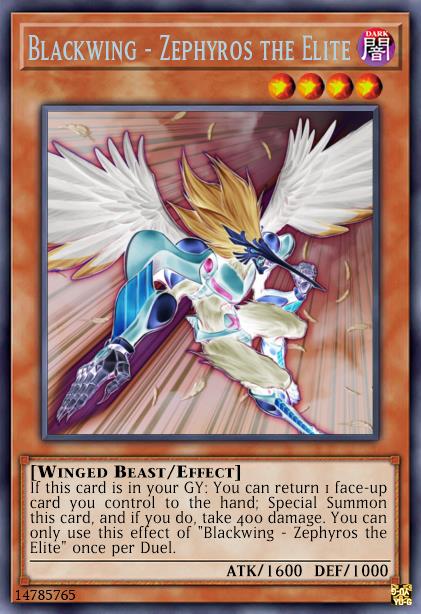 Blackwing - Zephyros the Elite
DARK
闇
[Winged Beast/Effect]
If this card is in your GY: You can return 1 face-up
card you control to the hand; Special Summon
this card, and if you do, take 400 damage. You can
only use this effect of "Blackwing - Zephyros the
Elite" once per Duel.
ATK/1600 DEF/1000
14785765